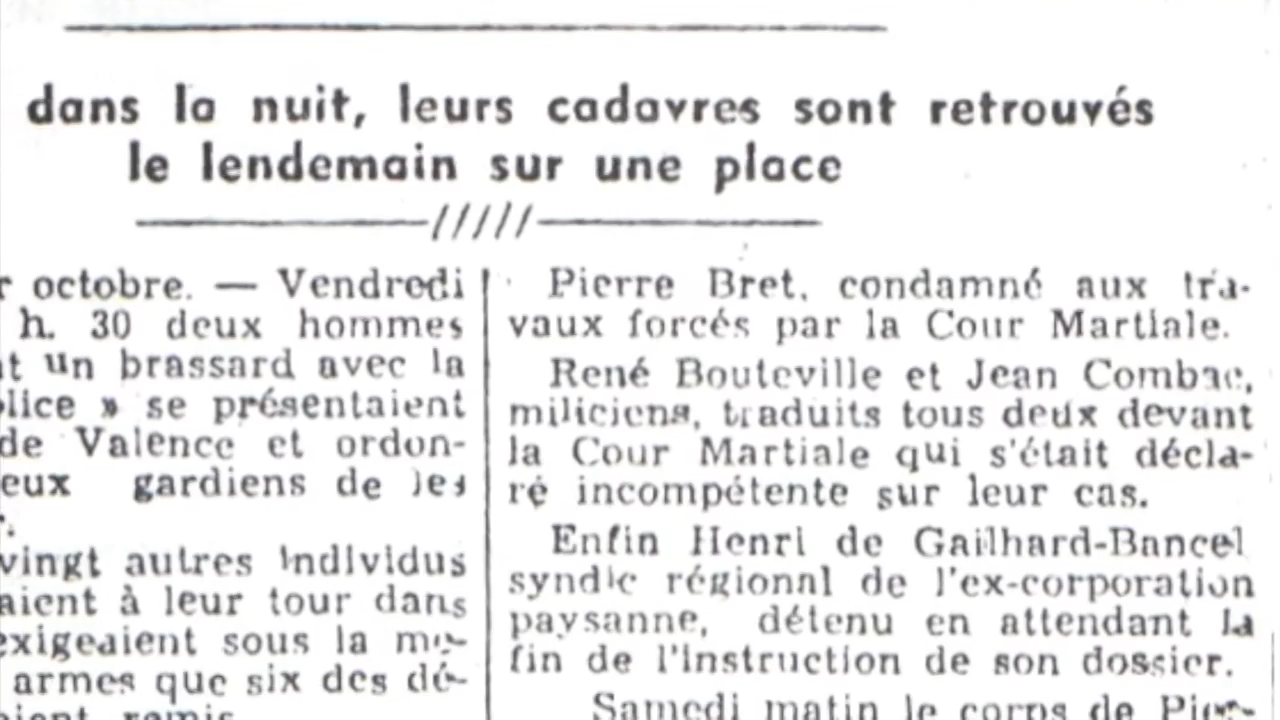 dans la nuit, leurs cadavres sont retrouvés
le lendemain sur une place
/////
r octobre. — Vendredi
h. 30 deux hommes
t un brassard avec la
lice » se présentaient
de Valence et ordon-
eux gardiens de les
r.
vingt autres individus
aient à leur tour dans
exigeaient sous la me-
armes que six des dé-
aient remis
Pierre Bret, condamné aux tra-
vaux forcés par la Cour Martiale.
René Bouteville et Jean Combac,
miliciens, traduits tous deux devant
la Cour Martiale qui s'était décla-
ré incompétente sur leur cas.
Enfin Henri de Gailhard-Bancel
syndic régional de l'ex-corporation
paysanne, détenu en attendant la
fin de l'instruction de son dossier.
Samedi matin le corps de Pier-